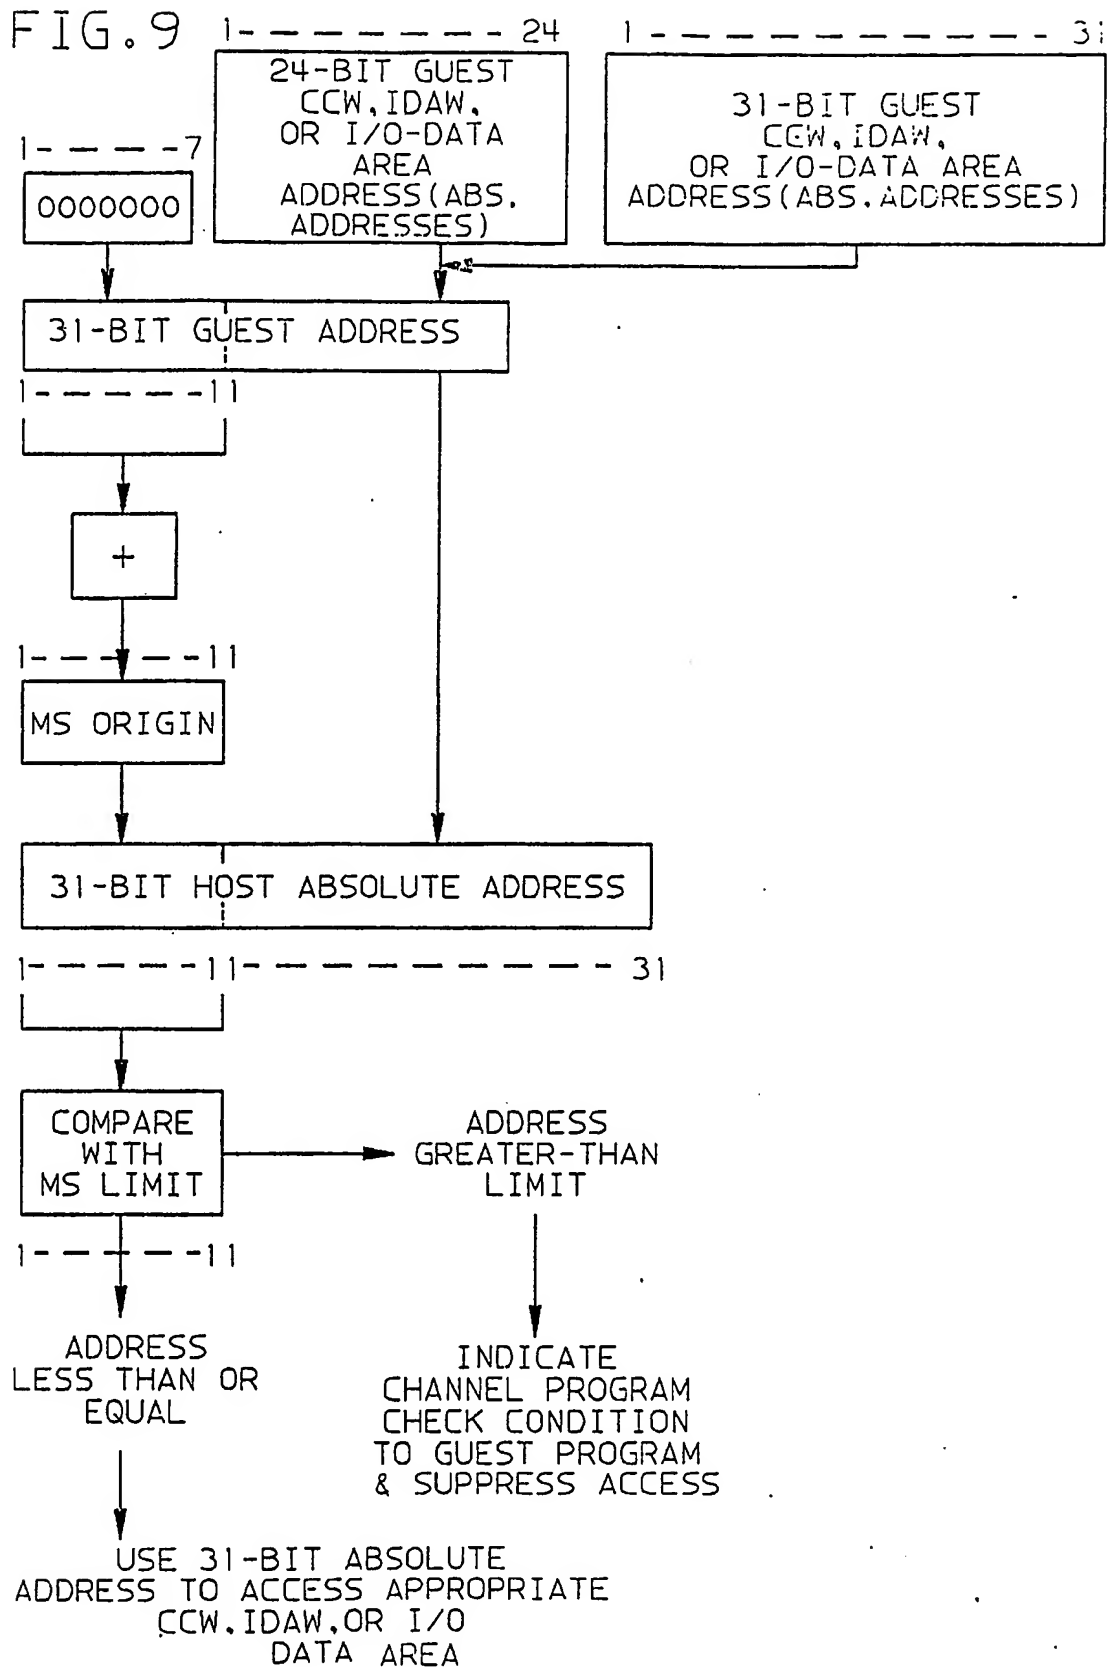 FIG.9
1- - - - - - - - 24
1 - - - - - - - - - 31
24-BIT GUEST
CCW,IDAW,
OR I/O-DATA
AREA
ADDRESS(ABS.
ADDRESSES)
31-BIT GUEST
CCW,IDAW,
OR I/O-DATA AREA
ADDRESS(ABS.ADDRESSES)
1- - - - -7
0000000
31-BIT GUEST ADDRESS
1- - - - - -11
+
1- - - - - -11
MS ORIGIN
31-BIT HOST ABSOLUTE ADDRESS
1- - - - - -11- - - - - - - - - - - 31
COMPARE
WITH
MS LIMIT
ADDRESS
GREATER-THAN
LIMIT
1- - - - - -11
ADDRESS
LESS THAN OR
EQUAL
INDICATE
CHANNEL PROGRAM
CHECK CONDITION
TO GUEST PROGRAM
& SUPPRESS ACCESS
USE 31-BIT ABSOLUTE
ADDRESS TO ACCESS APPROPRIATE
CCW.IDAW,OR I/O
DATA AREA